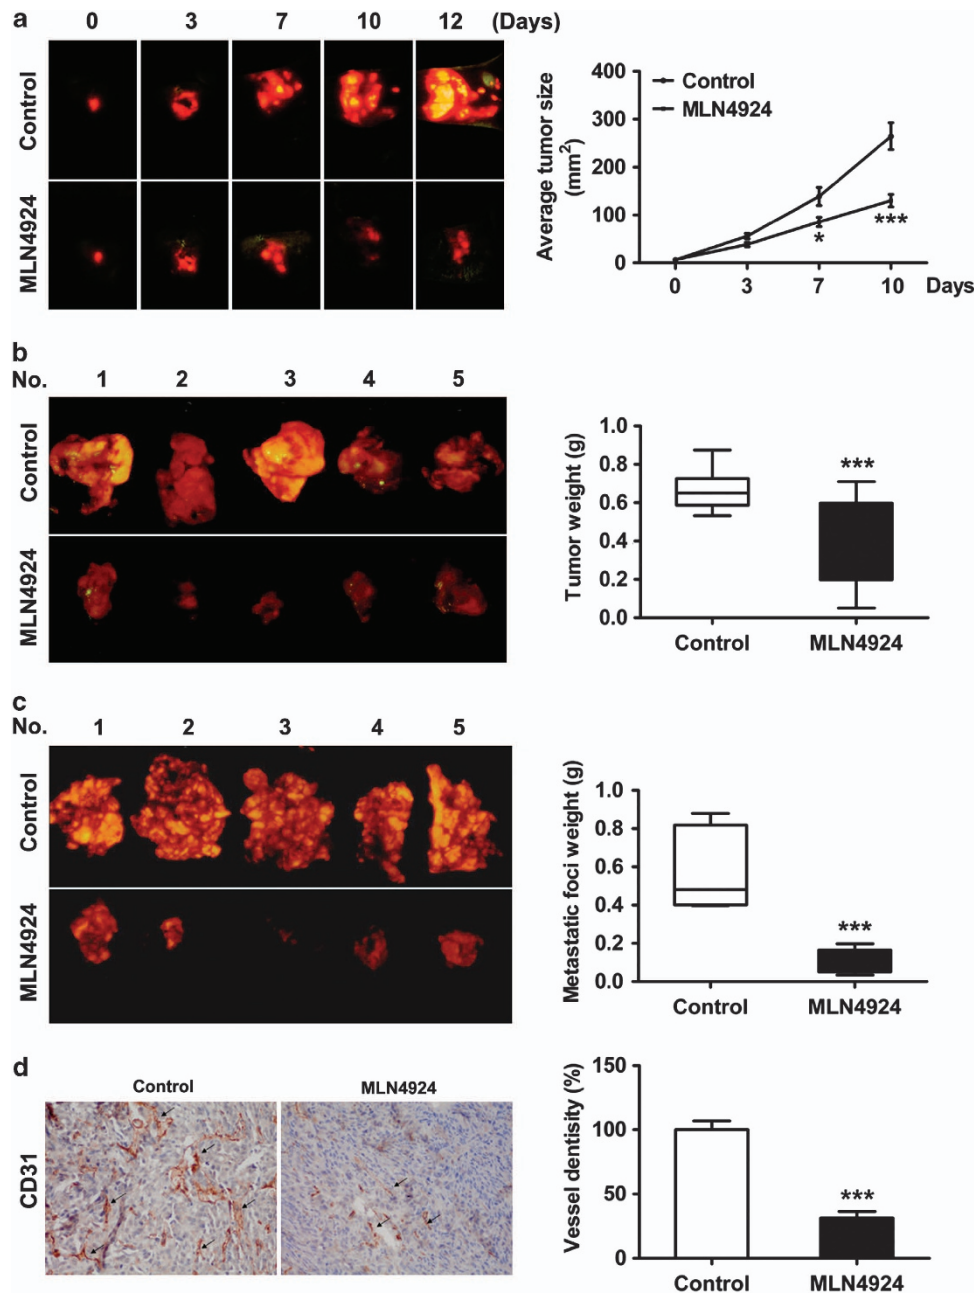 a 0 3 7 10 12 (Days)
Control
MLN4924
Average tumor size
(mm²)
400
300
200
100
0
Control
MLN4924
*
***
0 3 7 10 Days
b
No. 1 2 3 4 5
Control
MLN4924
Tumor weight (g)
1.0
0.8
0.6
0.4
0.2
0.0
***
Control MLN4924
c
No. 1 2 3 4 5
Control
MLN4924
Metastatic foci weight (g)
1.0
0.8
0.6
0.4
0.2
0.0
***
Control MLN4924
d
Control MLN4924
CD31
Vessel dentisity (%)
150
100
50
0
***
Control MLN4924